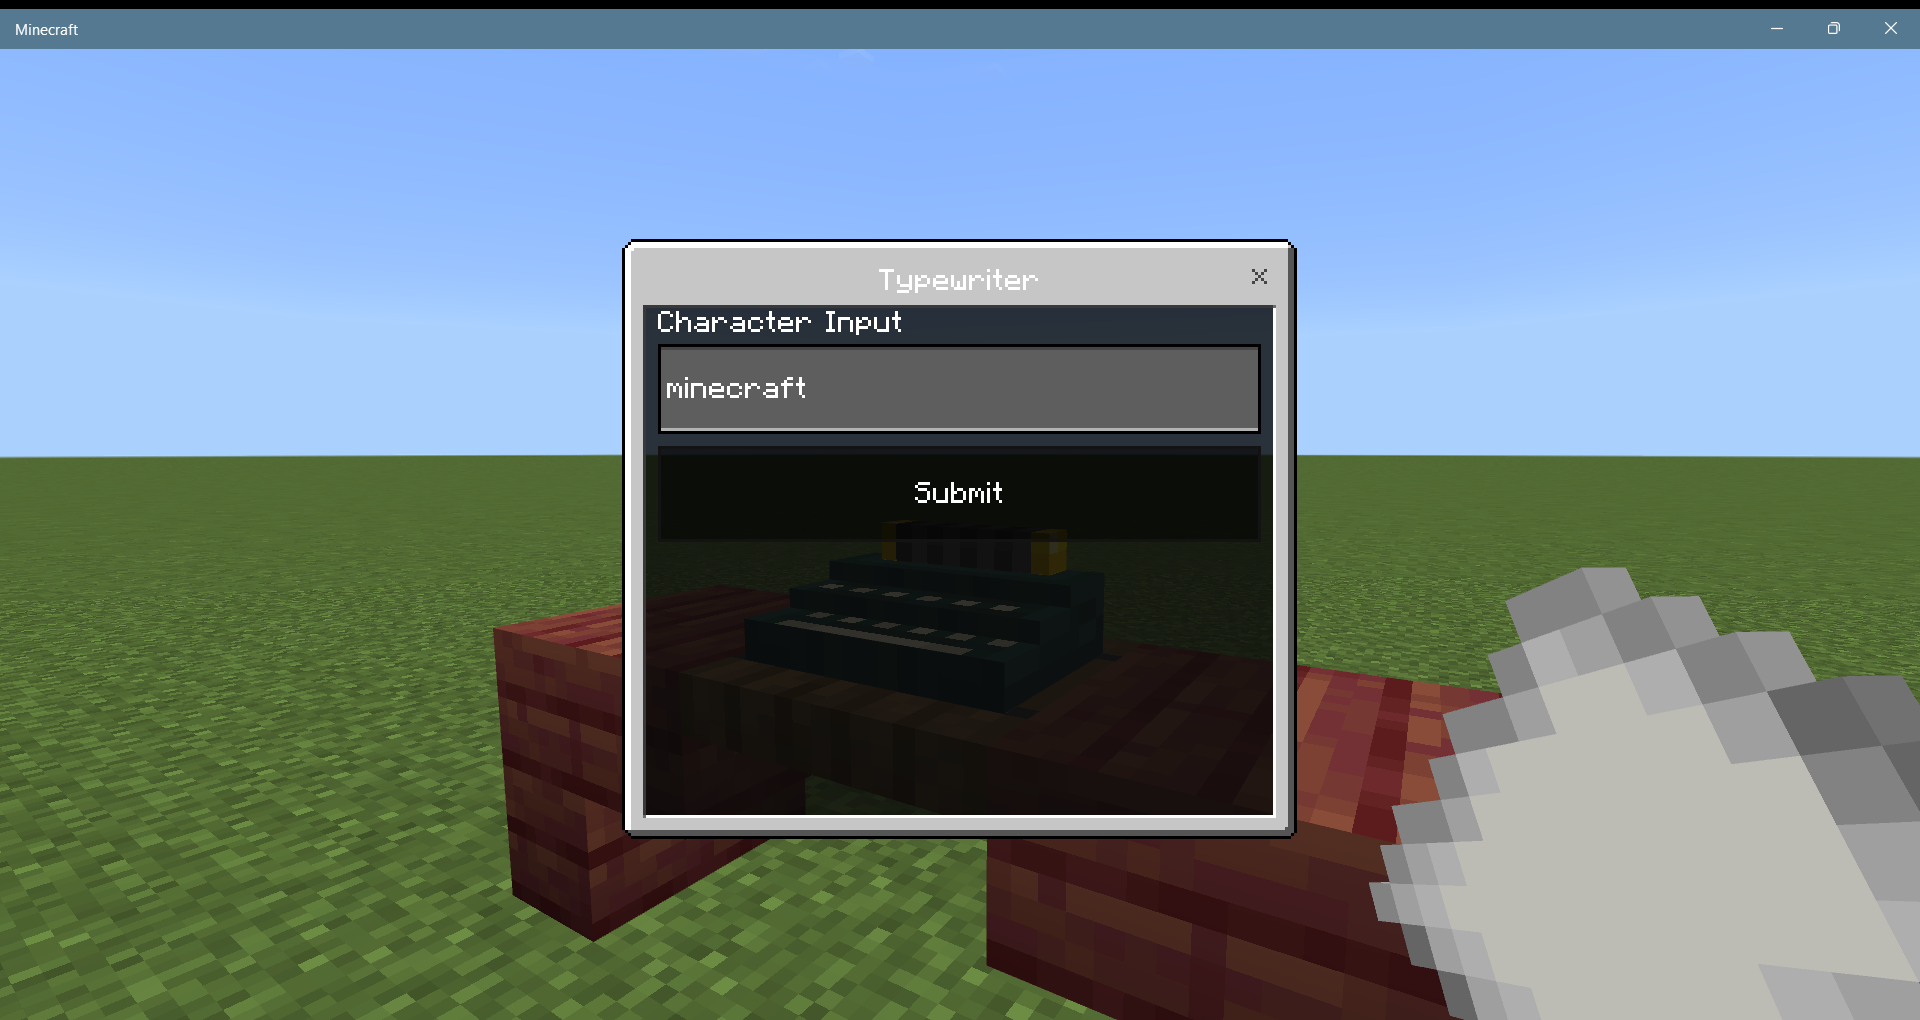 Minecraft
Typewriter
Character Input
minecraft
Submit